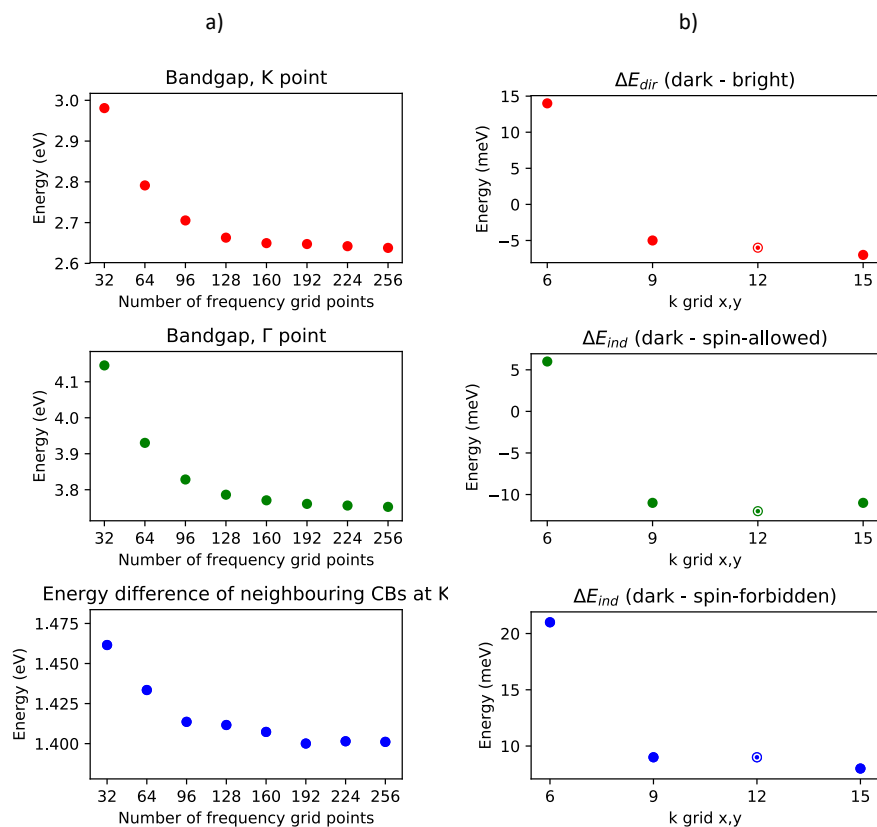 a)
Bandgap, K point
3.0
2.9
2.8
2.7
2.6
Energy (eV)
32 64 96 128 160 192 224 256
Number of frequency grid points
Bandgap, Γ point
4.1
4.0
3.9
3.8
Energy (eV)
32 64 96 128 160 192 224 256
Number of frequency grid points
Energy difference of neighbouring CBs at K
1.475
1.450
1.425
1.400
Energy (eV)
32 64 96 128 160 192 224 256
Number of frequency grid points
b)
ΔE_dir (dark - bright)
15
10
5
0
−5
Energy (meV)
6 9 12 15
k grid x,y
ΔE_ind (dark - spin-allowed)
5
0
−5
−10
Energy (meV)
6 9 12 15
k grid x,y
ΔE_ind (dark - spin-forbidden)
20
10
Energy (meV)
6 9 12 15
k grid x,y